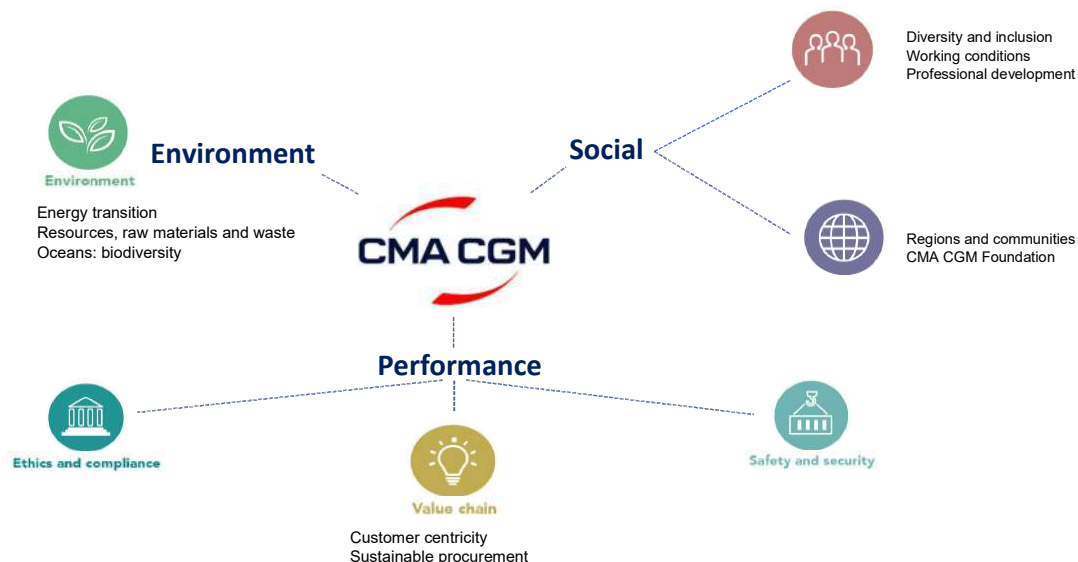 Diversity and inclusion
Working conditions
Professional development
Environment
Social
Environment
Energy transition
Resources, raw materials and waste
Oceans: biodiversity
CMA CGM
Regions and communities
CMA CGM Foundation
Performance
Ethics and compliance
Value chain
Safety and security
Customer centricity
Sustainable procurement